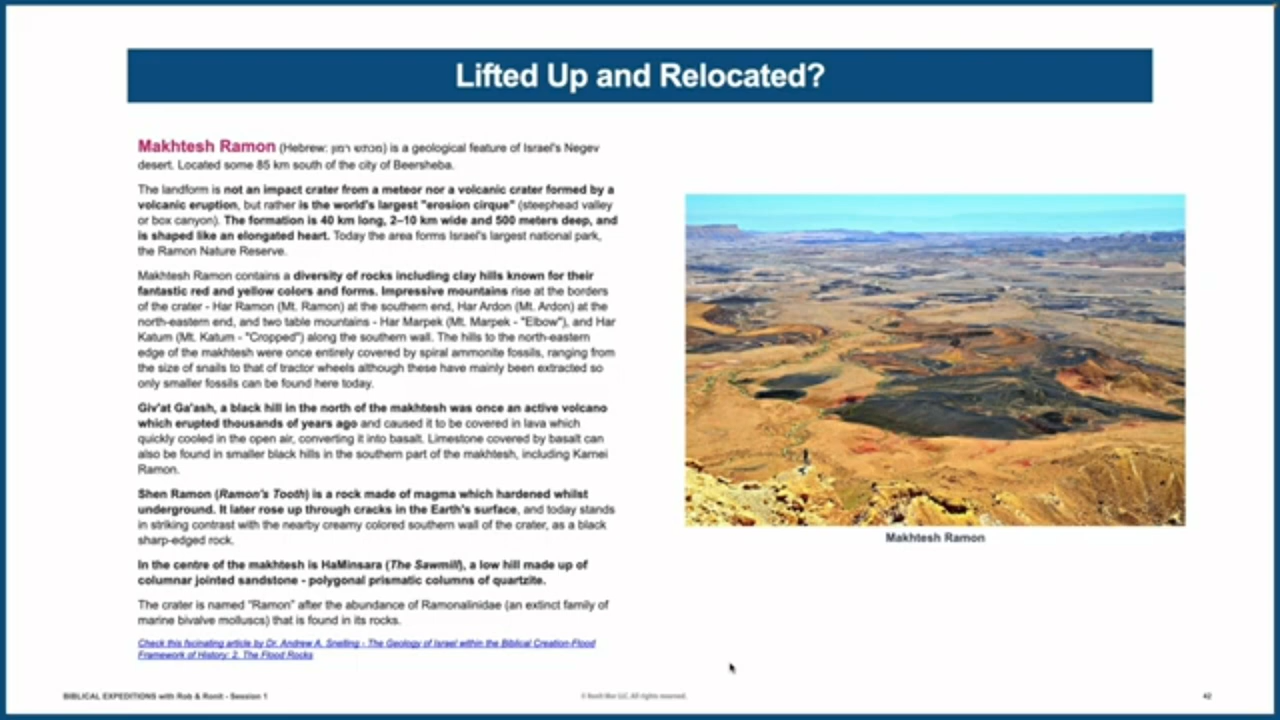 Lifted Up and Relocated?
Makhtesh Ramon (Hebrew: מכתש רמון) is a geological feature of Israel's Negev
desert. Located some 85 km south of the city of Beersheba.
The landform is not an impact crater from a meteor nor a volcanic crater formed by a
volcanic eruption, but rather is the world's largest "erosion cirque" (steephead valley
or box canyon). The formation is 40 km long, 2–10 km wide and 500 meters deep, and
is shaped like an elongated heart. Today the area forms Israel's largest national park,
the Ramon Nature Reserve.
Makhtesh Ramon contains a diversity of rocks including clay hills known for their
fantastic red and yellow colors and forms. Impressive mountains rise at the borders
of the crater - Har Ramon (Mt. Ramon) at the southern end, Har Ardon (Mt. Ardon) at the
north-eastern end, and two table mountains - Har Marpek (Mt. Marpek - "Elbow"), and Har
Katum (Mt. Katum - "Cropped") along the southern wall. The hills to the north-eastern
edge of the makhtesh were once entirely covered by spiral ammonite fossils, ranging from
the size of snails to that of tractor wheels although these have mainly been extracted so
only smaller fossils can be found here today.
Giv'at Ga'ash, a black hill in the north of the makhtesh was once an active volcano
which erupted thousands of years ago and caused it to be covered in lava which
quickly cooled in the open air, converting it into basalt. Limestone covered by basalt can
also be found in smaller black hills in the southern part of the makhtesh, including Karnei
Ramon.
Shen Ramon (Ramon's Tooth) is a rock made of magma which hardened whilst
underground. It later rose up through cracks in the Earth's surface, and today stands
in striking contrast with the nearby creamy colored southern wall of the crater, as a black
sharp-edged rock.
In the centre of the makhtesh is HaMinsara (The Sawmill), a low hill made up of
columnar jointed sandstone - polygonal prismatic columns of quartzite.
The crater is named "Ramon" after the abundance of Ramonalinidae (an extinct family of
marine bivalve molluscs) that is found in its rocks.
Check this fscinating article by Dr. Andrew A. Snelling - The Geology of Israel within the Biblical Creation-Flood
Framework of History: 2. The Flood Rocks
Makhtesh Ramon
BIBLICAL EXPEDITIONS with Rob & Ronit - Session 1
© Ronit Mor LLC. All rights reserved.
42